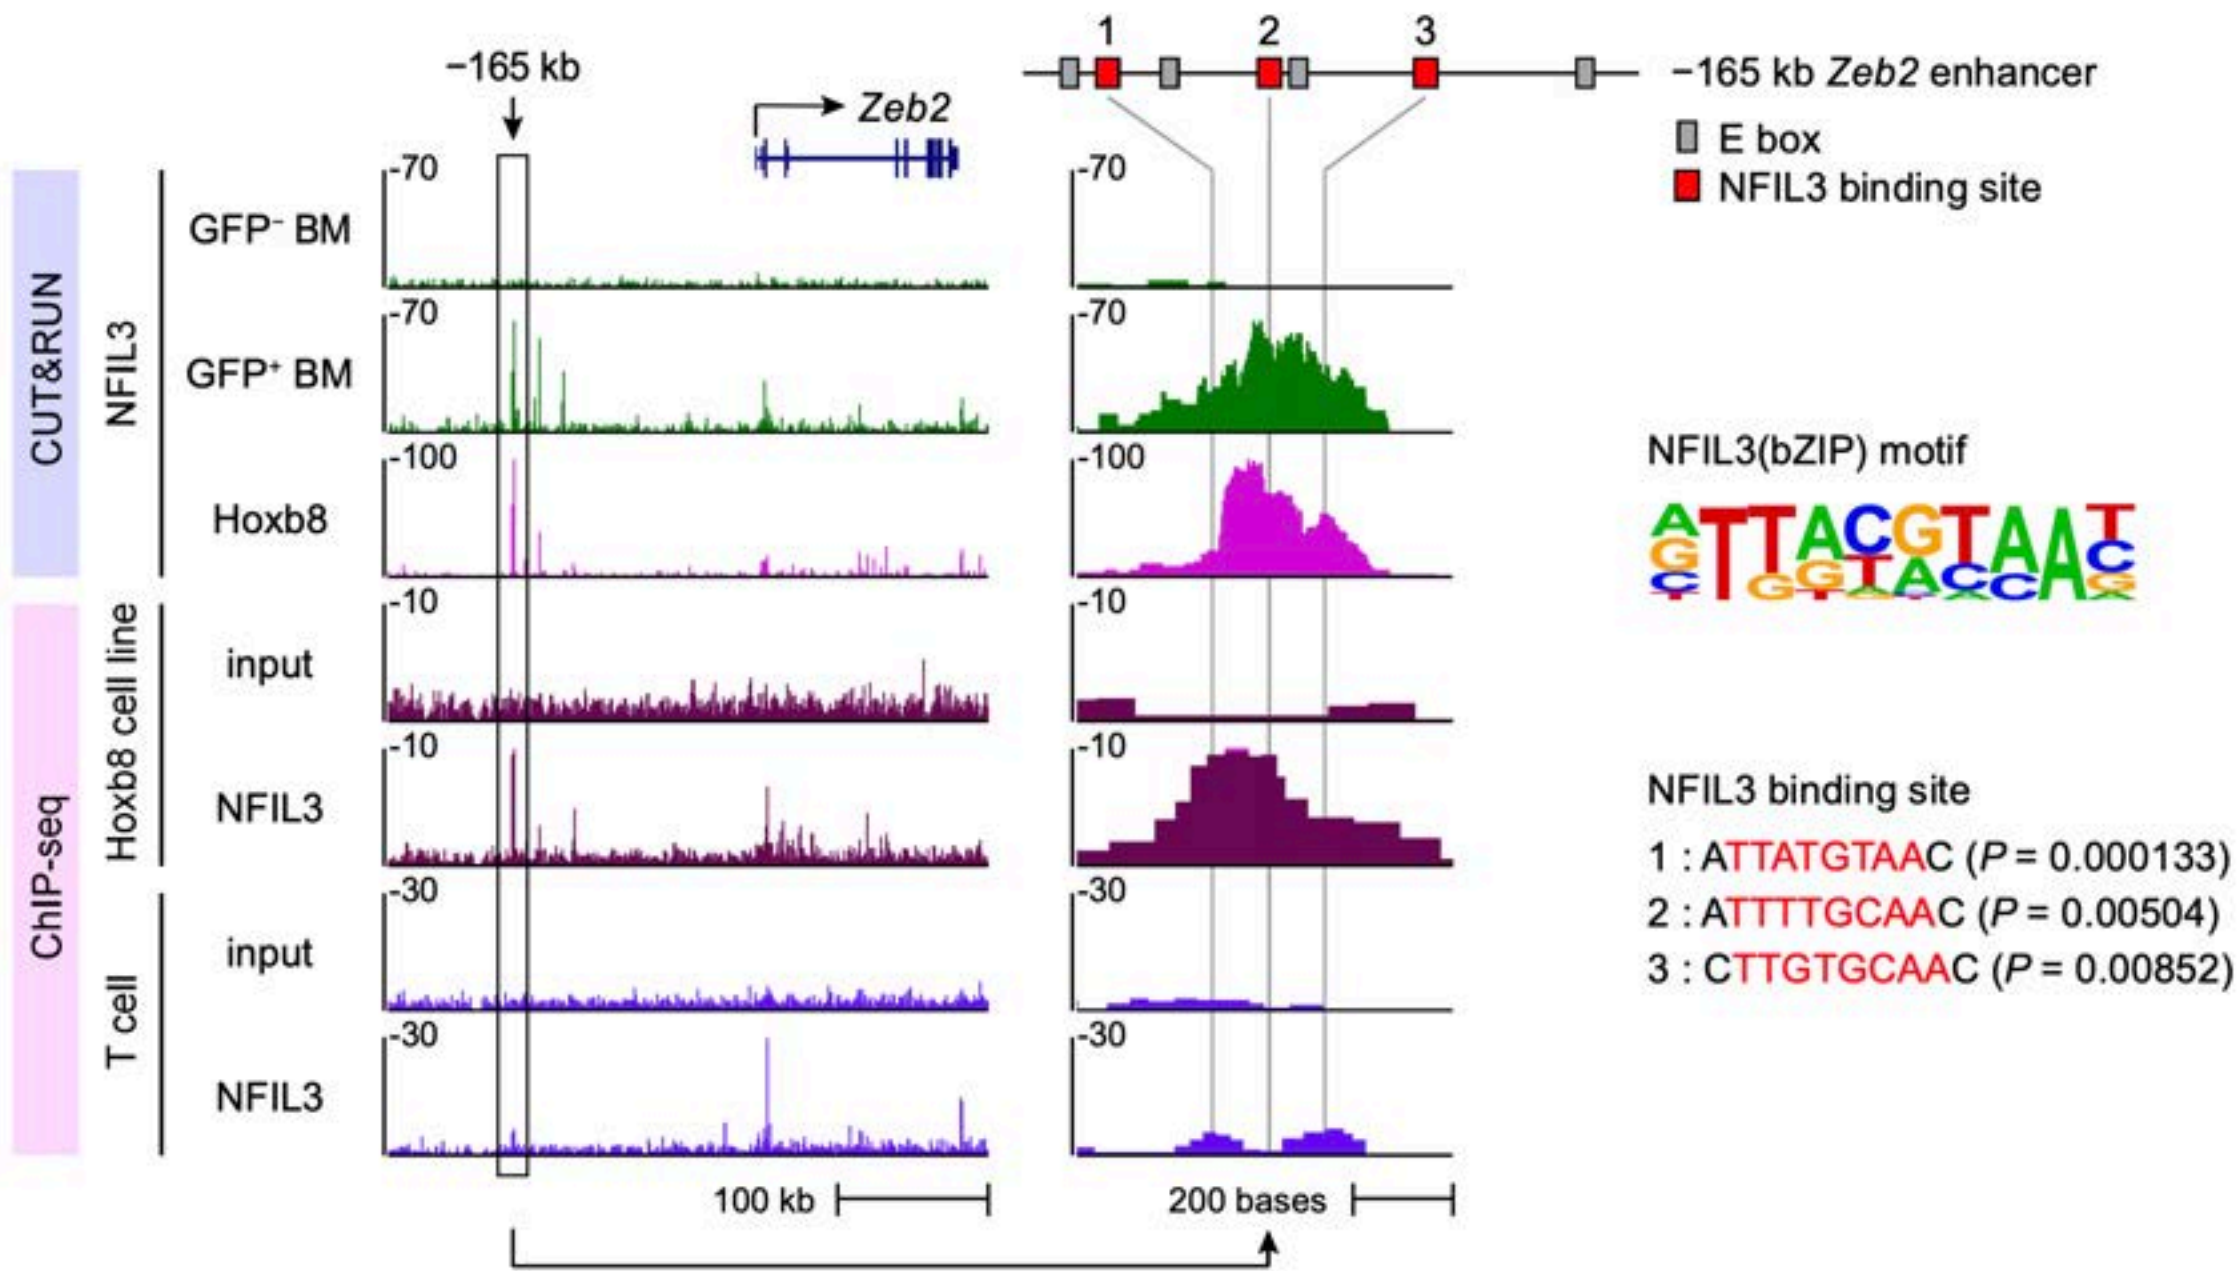 −165 kb
Zeb2
1 2 3
−165 kb Zeb2 enhancer
E box
NFIL3 binding site
CUT&RUN
NFIL3
GFP⁻ BM
-70
-70
GFP⁺ BM
-70
-70
Hoxb8
-100
-100
NFIL3(bZIP) motif
ATTACGTAAT
GGGTACCC
CTAACAG
ChIP-seq
Hoxb8 cell line
input
-10
-10
NFIL3
-10
-10
T cell
input
-30
-30
NFIL3
-30
-30
NFIL3 binding site
1 : ATTATGTAAC (P = 0.000133)
2 : ATTTTGCAAC (P = 0.00504)
3 : CTTGTGCAAC (P = 0.00852)
100 kb
200 bases